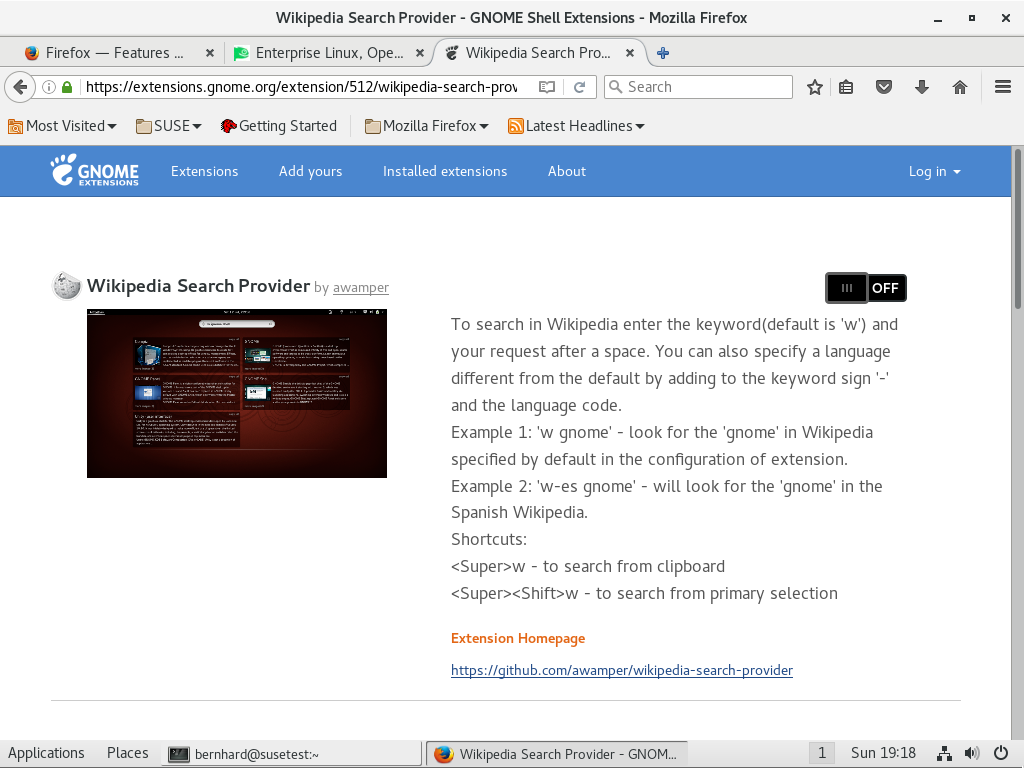 Wikipedia Search Provider - GNOME Shell Extensions - Mozilla Firefox
Firefox — Features ...
Enterprise Linux, Ope...
Wikipedia Search Pro...
https://extensions.gnome.org/extension/512/wikipedia-search-prov
Search
Most Visited
SUSE
Getting Started
Mozilla Firefox
Latest Headlines
GNOME
EXTENSIONS
Extensions
Add yours
Installed extensions
About
Log in
Wikipedia Search Provider by awamper
OFF
To search in Wikipedia enter the keyword(default is 'w') and
your request after a space. You can also specify a language
different from the default by adding to the keyword sign '-'
and the language code.
Example 1: 'w gnome' - look for the 'gnome' in Wikipedia
specified by default in the configuration of extension.
Example 2: 'w-es gnome' - will look for the 'gnome' in the
Spanish Wikipedia.
Shortcuts:
<Super>w - to search from clipboard
<Super><Shift>w - to search from primary selection
Extension Homepage
https://github.com/awamper/wikipedia-search-provider
Applications
Places
bernhard@susetest:~
Wikipedia Search Provider - GNOM...
1
Sun 19:18